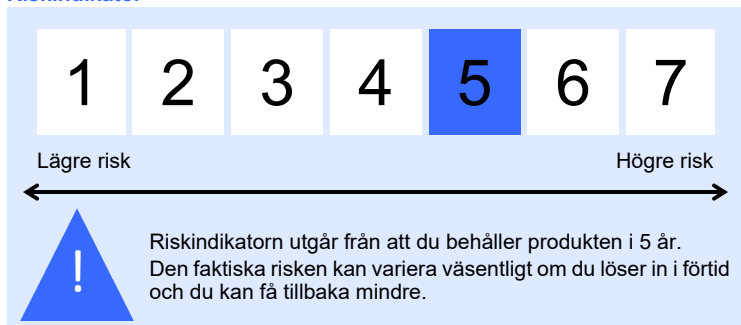 Riskindikator
1 2 3 4 5 6 7
Lägre risk Högre risk
!
Riskindikatorn utgår från att du behåller produkten i 5 år.
Den faktiska risken kan variera väsentligt om du löser in i förtid
och du kan få tillbaka mindre.